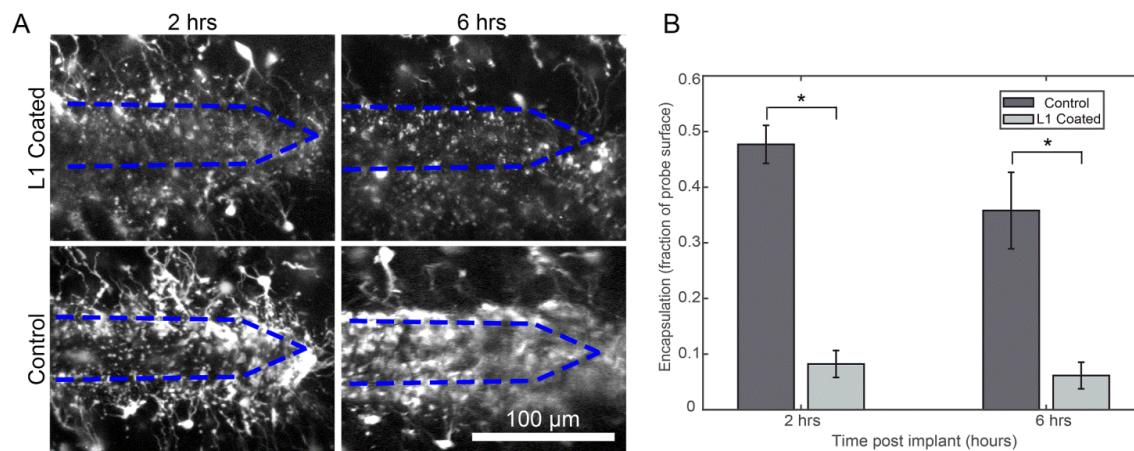 A
2 hrs
6 hrs
L1 Coated
Control
100 µm
B
Encapsulation (fraction of probe surface)
0.6
0.5
0.4
0.3
0.2
0.1
0
*
*
Control
L1 Coated
2 hrs
6 hrs
Time post implant (hours)